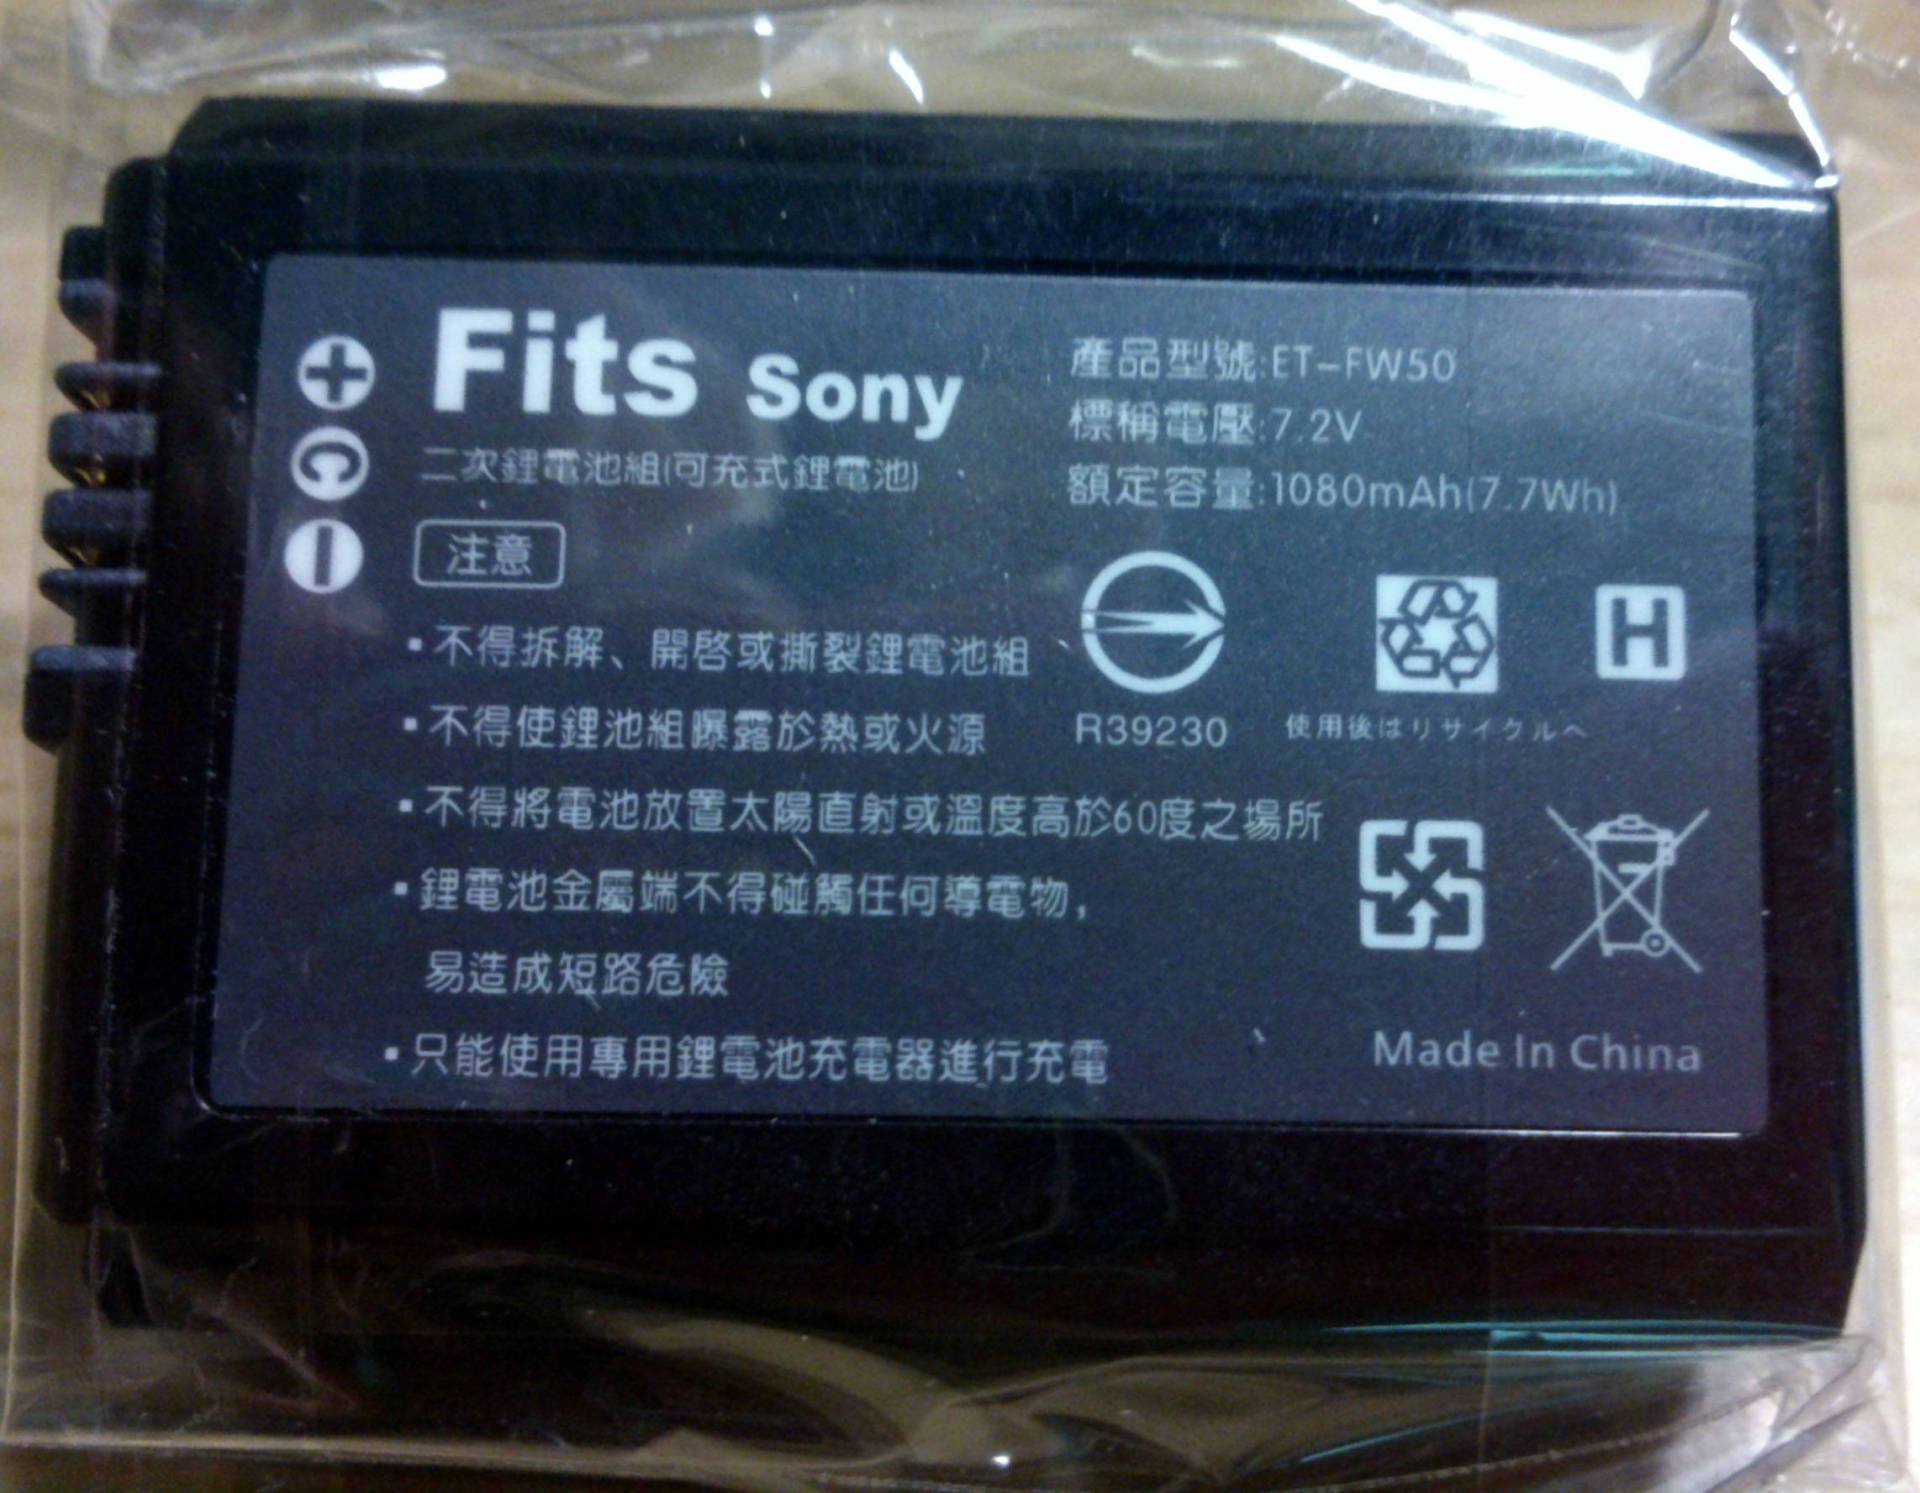 Fits Sony
二次鋰電池組(可充式鋰電池)
產品型號:ET-FW50
標稱電壓:7.2V
額定容量:1080mAh(7.7Wh)
+
C
注意
不得拆解、開啓或撕裂鋰電池組
不得使鋰池組曝露於熱或火源
不得將電池放置太陽直射或溫度高於60度之場所
鋰電池金屬端不得碰觸任何導電物,
易造成短路危險
只能使用專用鋰電池充電器進行充電
R39230
使用後はリサイクルへ
H
Made In China